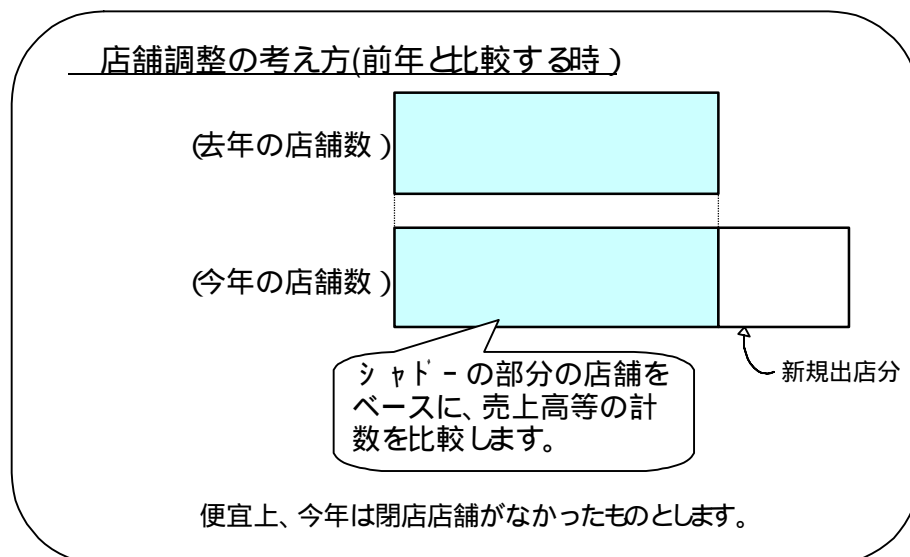 店舗調整の考え方(前年と比較する時)
(去年の店舗数)
(今年の店舗数)
シャドーの部分の店舗を
ベースに、売上高等の計
数を比較します。
新規出店分
便宜上、今年は閉店店舗がなかったものとします。